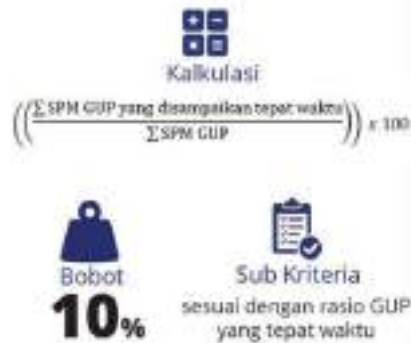 Kalkulasi
((∑ SPM GUP yang disampaikan tepat waktu
∑ SPM GUP)) x 100
Bobot
10%
Sub Kriteria
sesuai dengan rasio GUP
yang tepat waktu